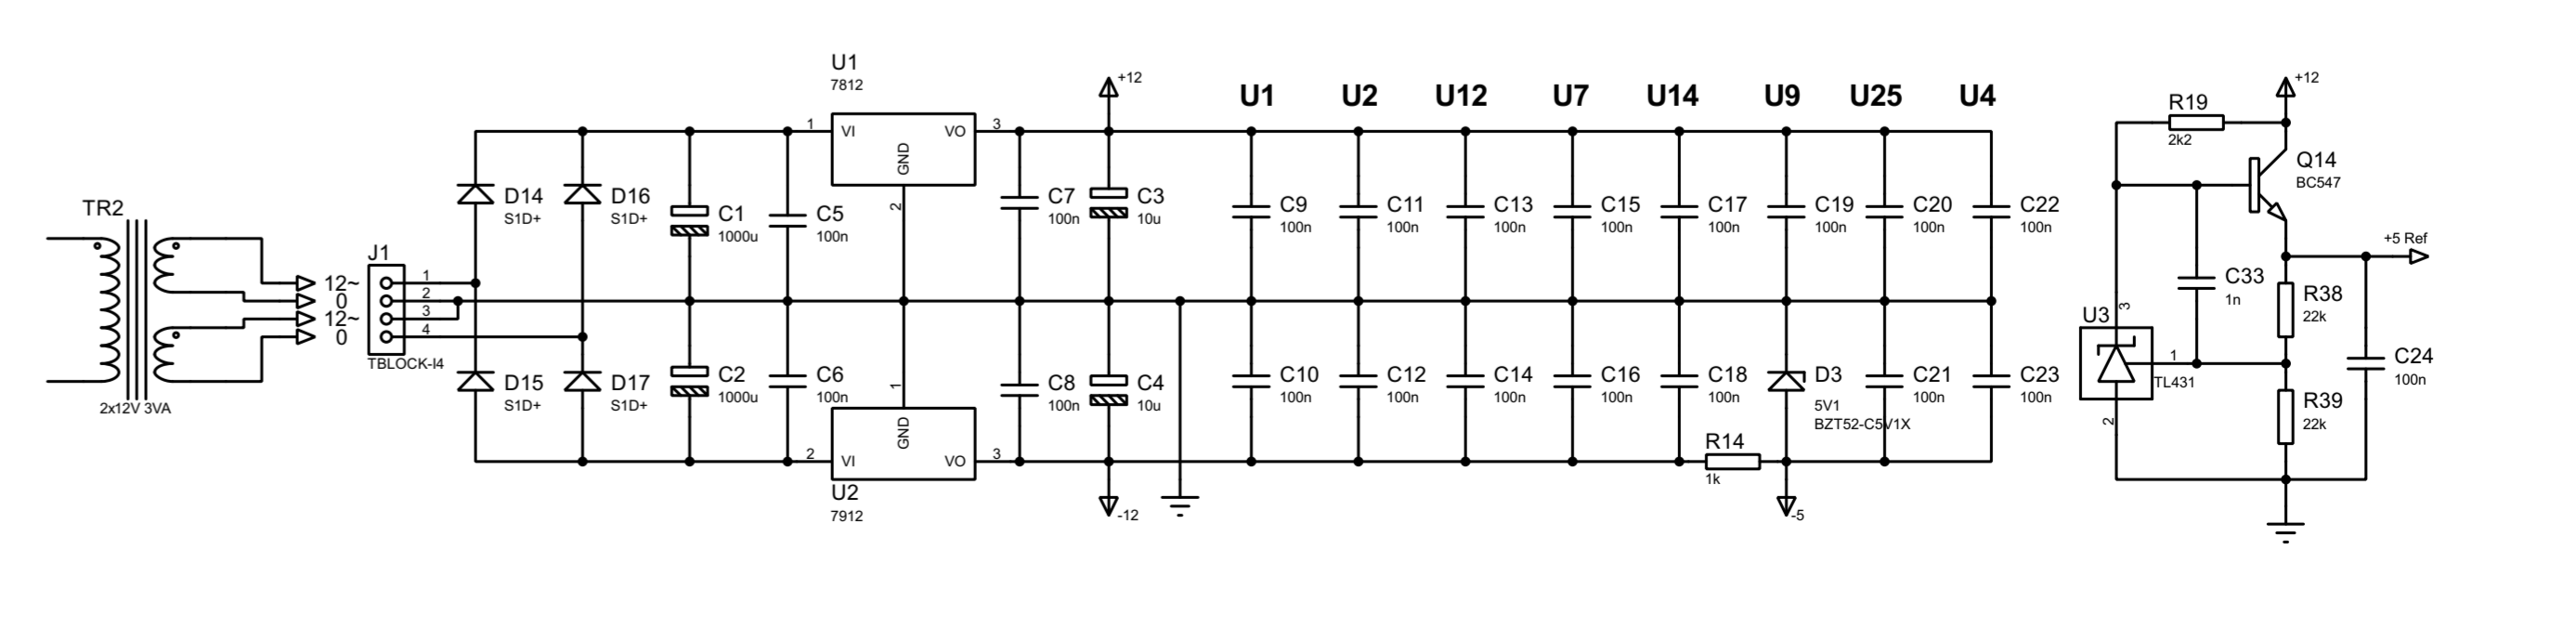 U1
7812
+12
U1 U2 U12 U7 U14 U9 U25 U4
+12
R19
2k2
1 VI VO 3
GND
2
Q14
BC547
TR2
D14
S1D+
D16
S1D+
C1
1000u
C5
100n
C7
100n
C3
10u
C9
100n
C11
100n
C13
100n
C15
100n
C17
100n
C19
100n
C20
100n
C22
100n
+5 Ref
J1
12~ 1
0 2
12~ 3
0 4
TBLOCK-I4
2x12V 3VA
C33
1n
R38
22k
3
U3
1
TL431
2
C24
100n
R39
22k
D15
S1D+
D17
S1D+
C2
1000u
C6
100n
1
GND
2 VI VO 3
U2
7912
C8
100n
C4
10u
-12
C10
100n
C12
100n
C14
100n
C16
100n
C18
100n
D3
5V1
BZT52-C5V1X
C21
100n
C23
100n
R14
1k
-5